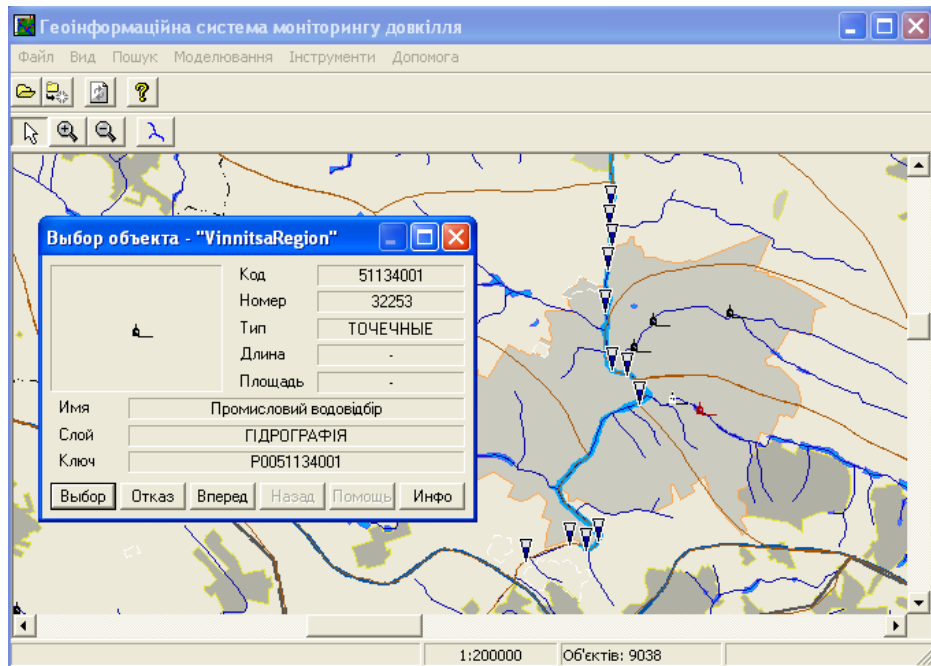 Геоінформаційна система моніторингу довкілля
Файл Вид Пошук Моделювання Інструменти Допомога
Выбор объекта - "VinnitsaRegion"
Код 51134001
Номер 32253
Тип ТОЧЕЧНЫЕ
Длина -
Площадь -
Имя Промисловий водовідбір
Слой ГІДРОГРАФІЯ
Ключ P0051134001
Выбор Отказ Вперед Назад Помощь Инфо
1:200000 Об'єктів: 9038